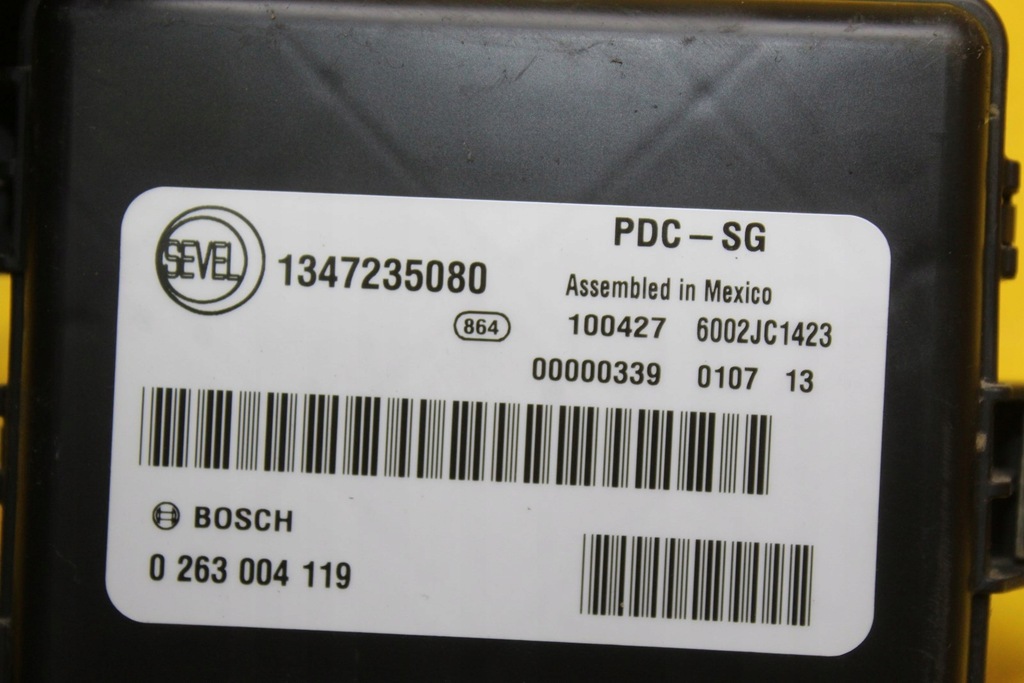 SEVEL
1347235080
PDC – SG
Assembled in Mexico
864
100427 6002JC1423
00000339 0107 13
BOSCH
0 263 004 119